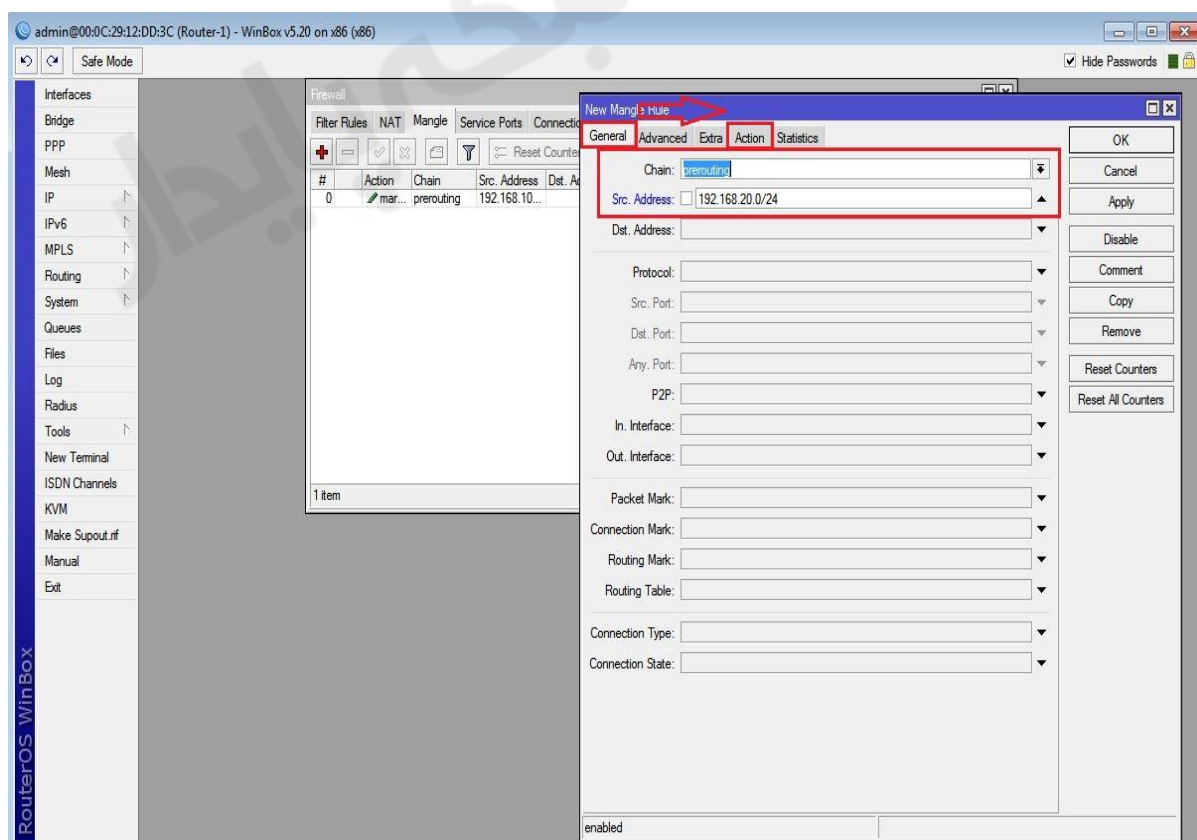 admin@00:0C:29:12:DD:3C (Router-1) - WinBox v5.20 on x86 (x86)
Safe Mode
Hide Passwords
Interfaces
Bridge
PPP
Mesh
IP
IPv6
MPLS
Routing
System
Queues
Files
Log
Radius
Tools
New Terminal
ISDN Channels
KVM
Make Supout.rif
Manual
Exit
RouterOS WinBox
Firewall
Filter Rules NAT Mangle Service Ports Connectio
Reset Counte
# Action Chain Src. Address Dst. Ad
0 mar... prerouting 192.168.10...
1 item
New Mangle Rule
General Advanced Extra Action Statistics
Chain: prerouting
Src. Address: 192.168.20.0/24
Dst. Address:
Protocol:
Src. Port:
Dst. Port:
Any. Port:
P2P:
In. Interface:
Out. Interface:
Packet Mark:
Connection Mark:
Routing Mark:
Routing Table:
Connection Type:
Connection State:
enabled
OK
Cancel
Apply
Disable
Comment
Copy
Remove
Reset Counters
Reset All Counters